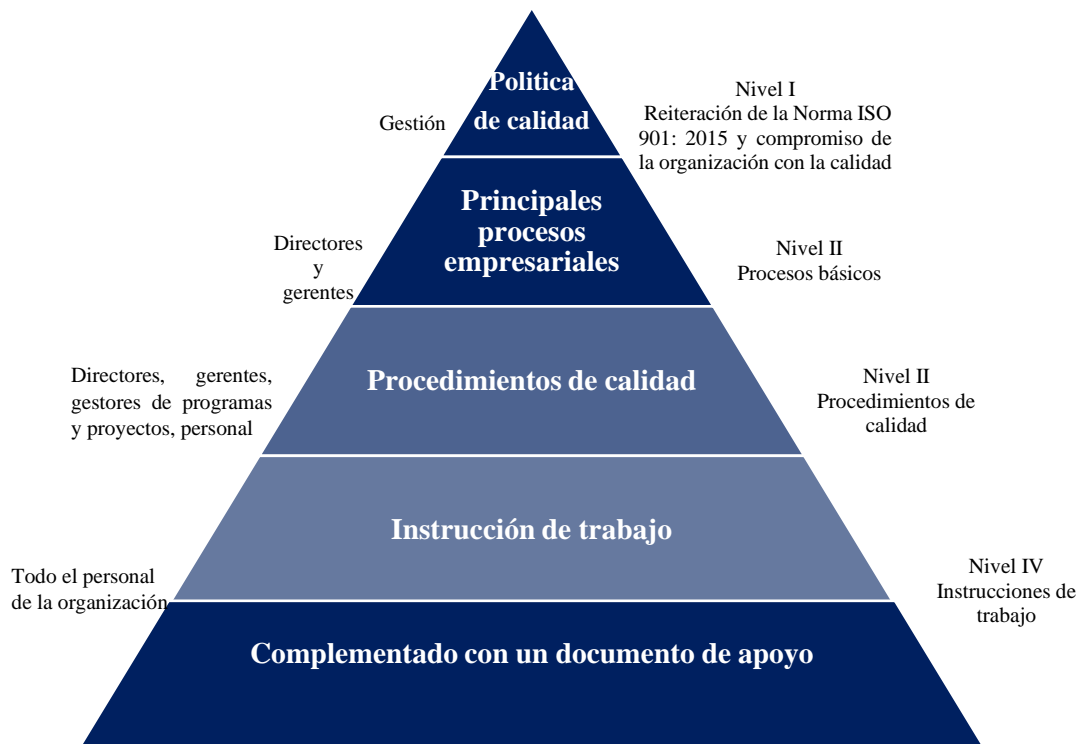 Politica
de calidad
Gestión
Nivel I
Reiteración de la Norma ISO
901: 2015 y compromiso de
la organización con la calidad
Principales
procesos
empresariales
Directores
y
gerentes
Nivel II
Procesos básicos
Procedimientos de calidad
Directores, gerentes,
gestores de programas
y proyectos, personal
Nivel II
Procedimientos de
calidad
Instrucción de trabajo
Todo el personal
de la organización
Nivel IV
Instrucciones de
trabajo
Complementado con un documento de apoyo